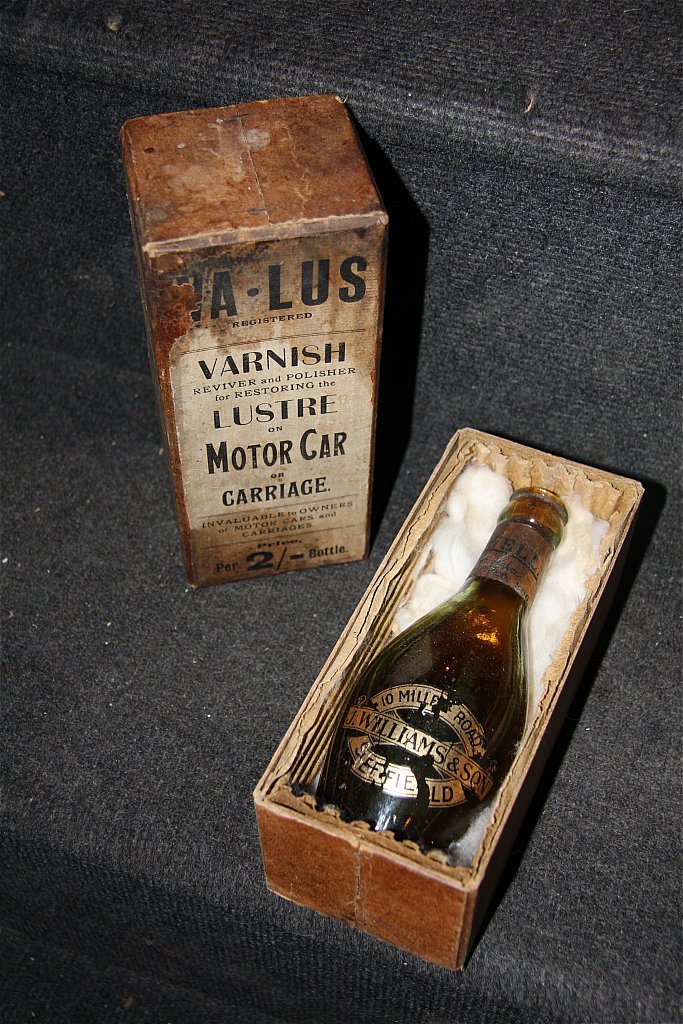 A·LUS
REGISTERED
VARNISH
REVIVER and POLISHER
for RESTORING the
LUSTRE
ON
MOTOR CAR
OR
CARRIAGE.
INVALUABLE to OWNERS
of MOTOR CARS and
CARRIAGES.
Price,
Per 2/- Bottle.
10 MILL ROAD
J. WILLIAMS & SON
SHEFFIELD